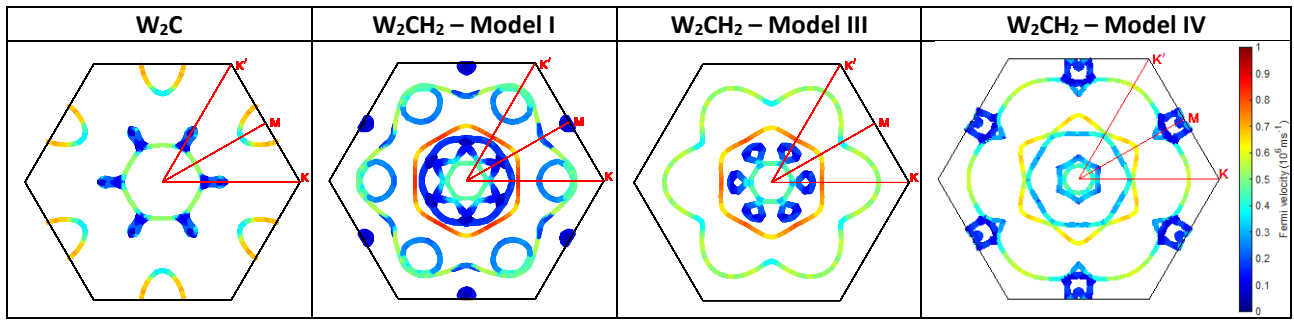 W₂C
W₂CH₂ – Model I
W₂CH₂ – Model III
W₂CH₂ – Model IV
K'
M
K
K'
M
K
K'
M
K
K'
M
K
1
0.9
0.8
0.7
0.6
0.5
0.4
0.3
0.2
0.1
0
Fermi velocity (10⁶ ms⁻¹)